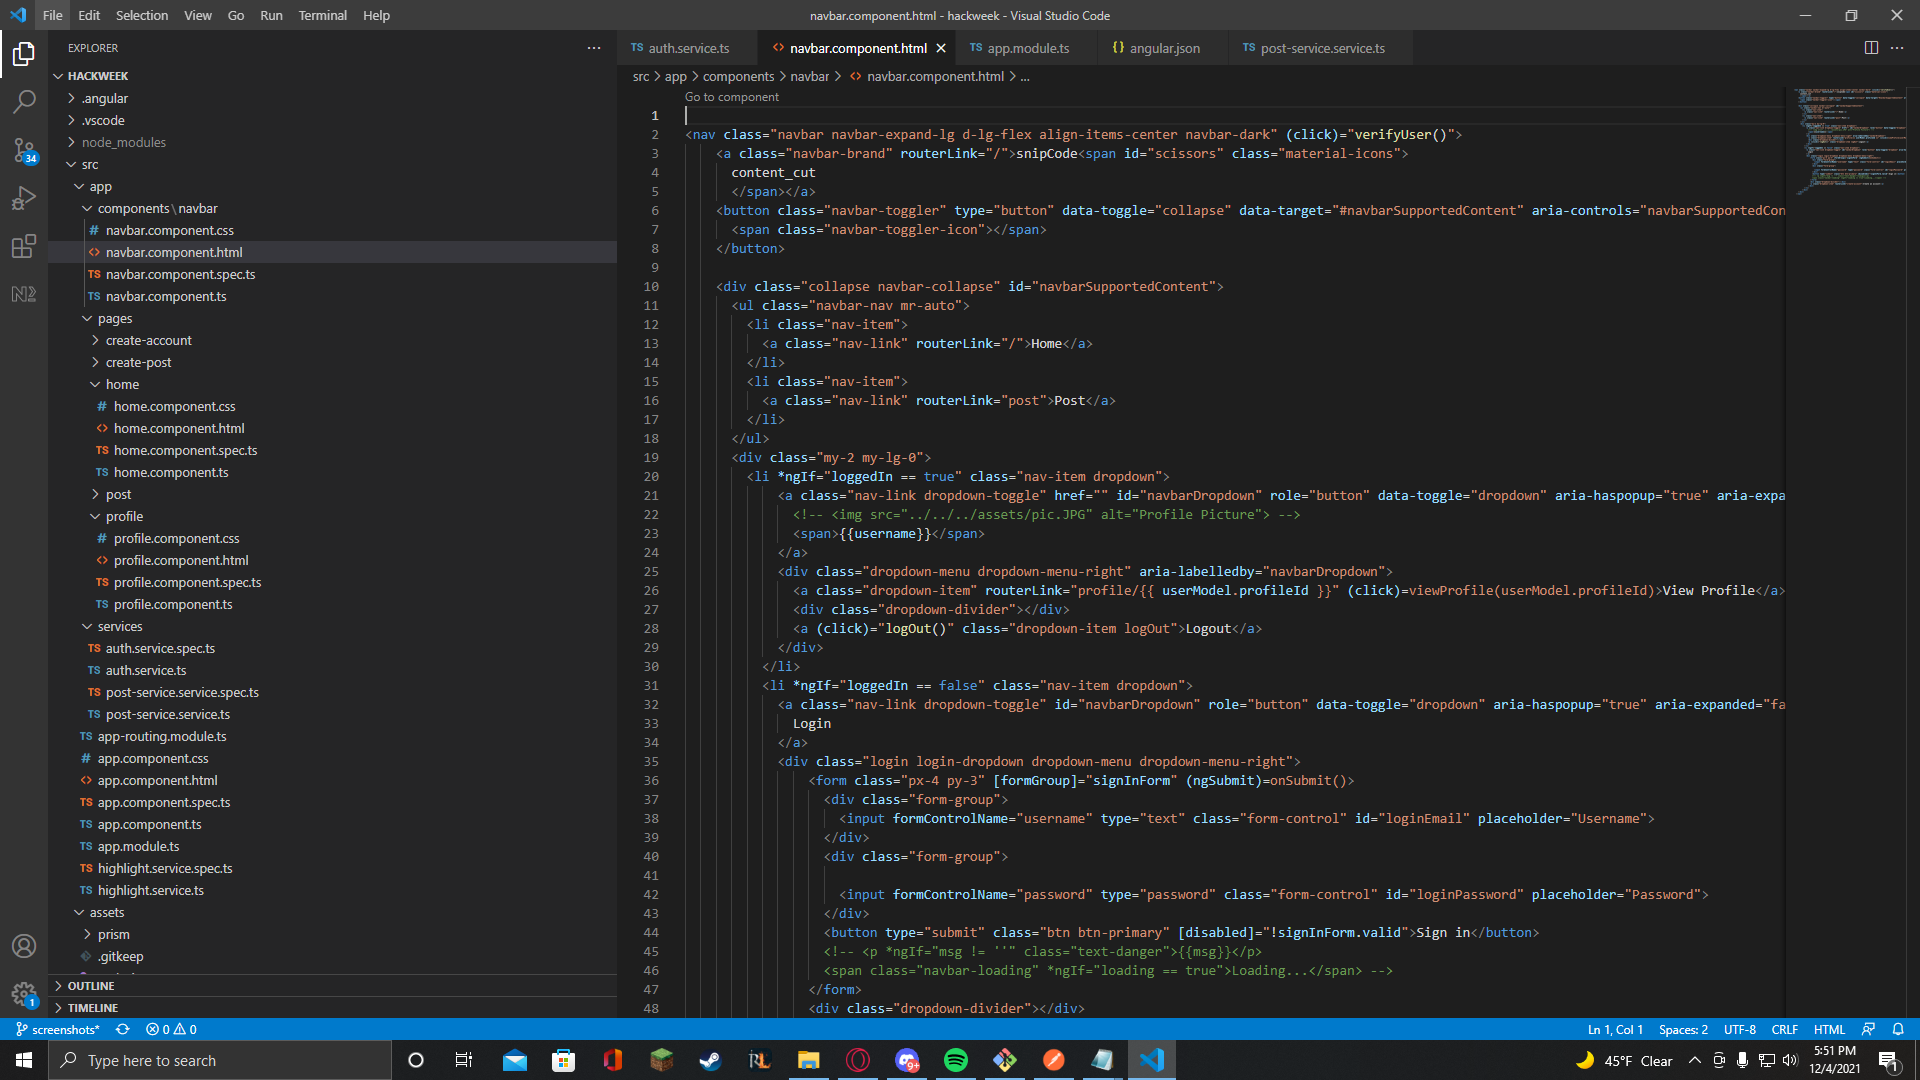 File Edit Selection View Go Run Terminal Help
navbar.component.html - hackweek - Visual Studio Code
EXPLORER
HACKWEEK
.angular
.vscode
node_modules
src
app
components\navbar
navbar.component.css
navbar.component.html
navbar.component.spec.ts
navbar.component.ts
pages
create-account
create-post
home
home.component.css
home.component.html
home.component.spec.ts
home.component.ts
post
profile
profile.component.css
profile.component.html
profile.component.spec.ts
profile.component.ts
services
auth.service.spec.ts
auth.service.ts
post-service.service.spec.ts
post-service.service.ts
app-routing.module.ts
app.component.css
app.component.html
app.component.spec.ts
app.component.ts
app.module.ts
highlight.service.spec.ts
highlight.service.ts
assets
prism
.gitkeep
OUTLINE
TIMELINE
34
1
TS auth.service.ts <> navbar.component.html TS app.module.ts {} angular.json TS post-service.service.ts
src > app > components > navbar > <> navbar.component.html > ...
Go to component
1
2 <nav class="navbar navbar-expand-lg d-lg-flex align-items-center navbar-dark" (click)="verifyUser()">
3 <a class="navbar-brand" routerLink="/">snipCode<span id="scissors" class="material-icons">
4 content_cut
5 </span></a>
6 <button class="navbar-toggler" type="button" data-toggle="collapse" data-target="#navbarSupportedContent" aria-controls="navbarSupportedCon
7 <span class="navbar-toggler-icon"></span>
8 </button>
9
10 <div class="collapse navbar-collapse" id="navbarSupportedContent">
11 <ul class="navbar-nav mr-auto">
12 <li class="nav-item">
13 <a class="nav-link" routerLink="/">Home</a>
14 </li>
15 <li class="nav-item">
16 <a class="nav-link" routerLink="post">Post</a>
17 </li>
18 </ul>
19 <div class="my-2 my-lg-0">
20 <li *ngIf="loggedIn == true" class="nav-item dropdown">
21 <a class="nav-link dropdown-toggle" href="" id="navbarDropdown" role="button" data-toggle="dropdown" aria-haspopup="true" aria-expa
22 <!-- <img src="../../../assets/pic.JPG" alt="Profile Picture"> -->
23 <span>{{username}}</span>
24 </a>
25 <div class="dropdown-menu dropdown-menu-right" aria-labelledby="navbarDropdown">
26 <a class="dropdown-item" routerLink="profile/{{ userModel.profileId }}" (click)=viewProfile(userModel.profileId)>View Profile</a>
27 <div class="dropdown-divider"></div>
28 <a (click)="logOut()" class="dropdown-item logOut">Logout</a>
29 </div>
30 </li>
31 <li *ngIf="loggedIn == false" class="nav-item dropdown">
32 <a class="nav-link dropdown-toggle" id="navbarDropdown" role="button" data-toggle="dropdown" aria-haspopup="true" aria-expanded="fa
33 Login
34 </a>
35 <div class="login login-dropdown dropdown-menu dropdown-menu-right">
36 <form class="px-4 py-3" [formGroup]="signInForm" (ngSubmit)=onSubmit()>
37 <div class="form-group">
38 <input formControlName="username" type="text" class="form-control" id="loginEmail" placeholder="Username">
39 </div>
40 <div class="form-group">
41
42 <input formControlName="password" type="password" class="form-control" id="loginPassword" placeholder="Password">
43 </div>
44 <button type="submit" class="btn btn-primary" [disabled]="!signInForm.valid">Sign in</button>
45 <!-- <p *ngIf="msg != ''" class="text-danger">{{msg}}</p>
46 <span class="navbar-loading" *ngIf="loading == true">Loading...</span> -->
47 </form>
48 <div class="dropdown-divider"></div>
screenshots* 0 0 Ln 1, Col 1 Spaces: 2 UTF-8 CRLF HTML
Type here to search
9+
45°F Clear
5:51 PM
12/4/2021
1